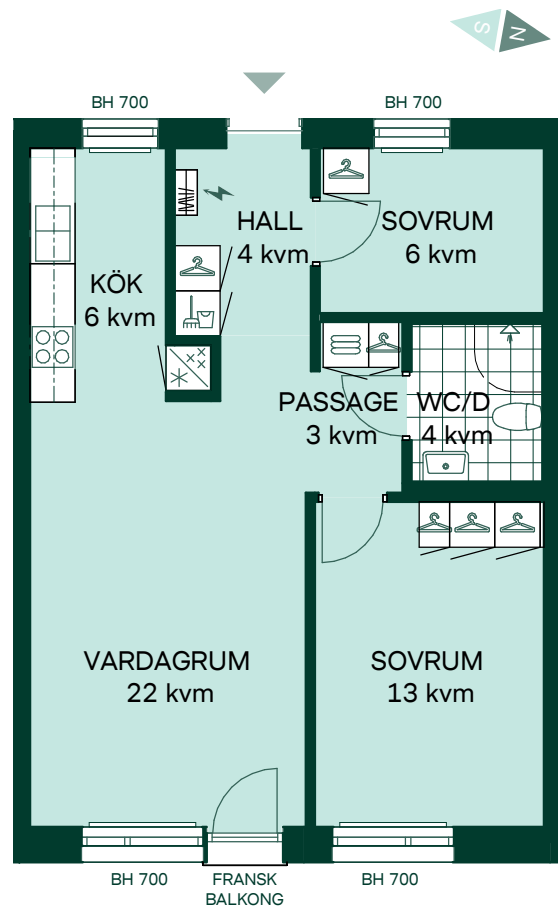 S N
BH 700
BH 700
HALL
4 kvm
SOVRUM
6 kvm
KÖK
6 kvm
PASSAGE
3 kvm
WC/D
4 kvm
VARDAGRUM
22 kvm
SOVRUM
13 kvm
BH 700
FRANSK
BALKONG
BH 700